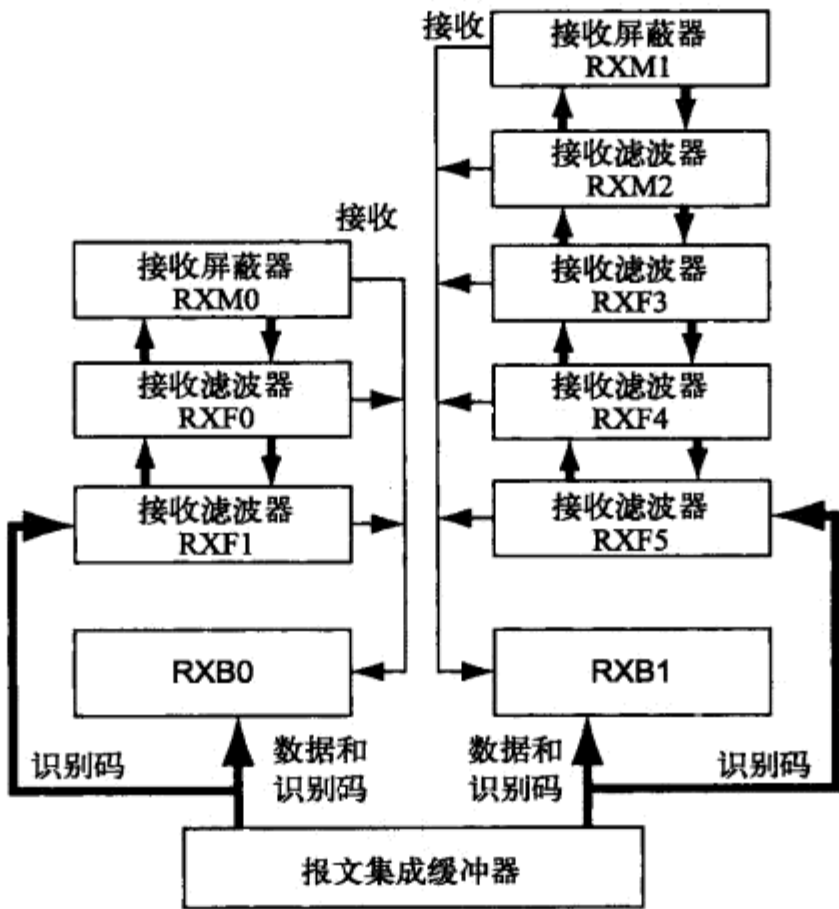 接收
接收屏蔽器
RXM1
接收滤波器
RXM2
接收滤波器
RXF3
接收滤波器
RXF4
接收滤波器
RXF5
接收
接收屏蔽器
RXM0
接收滤波器
RXF0
接收滤波器
RXF1
RXB0
RXB1
识别码
数据和
识别码
数据和
识别码
识别码
报文集成缓冲器